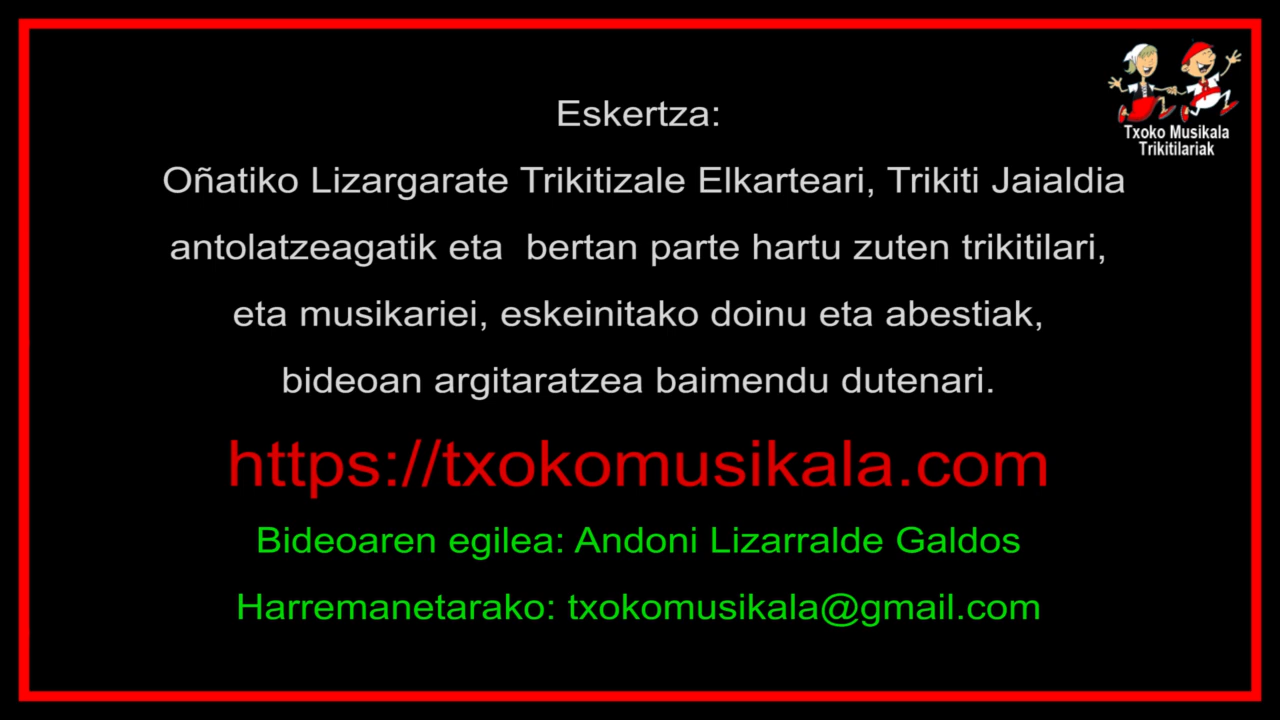 Txoko Musikala
Trikitilariak
Eskertza:
Oñatiko Lizargarate Trikitizale Elkarteari, Trikiti Jaialdia
antolatzeagatik eta  bertan parte hartu zuten trikitilari,
eta musikariei, eskeinitako doinu eta abestiak,
bideoan argitaratzea baimendu dutenari.
https://txokomusikala.com
Bideoaren egilea: Andoni Lizarralde Galdos
Harremanetarako: txokomusikala@gmail.com